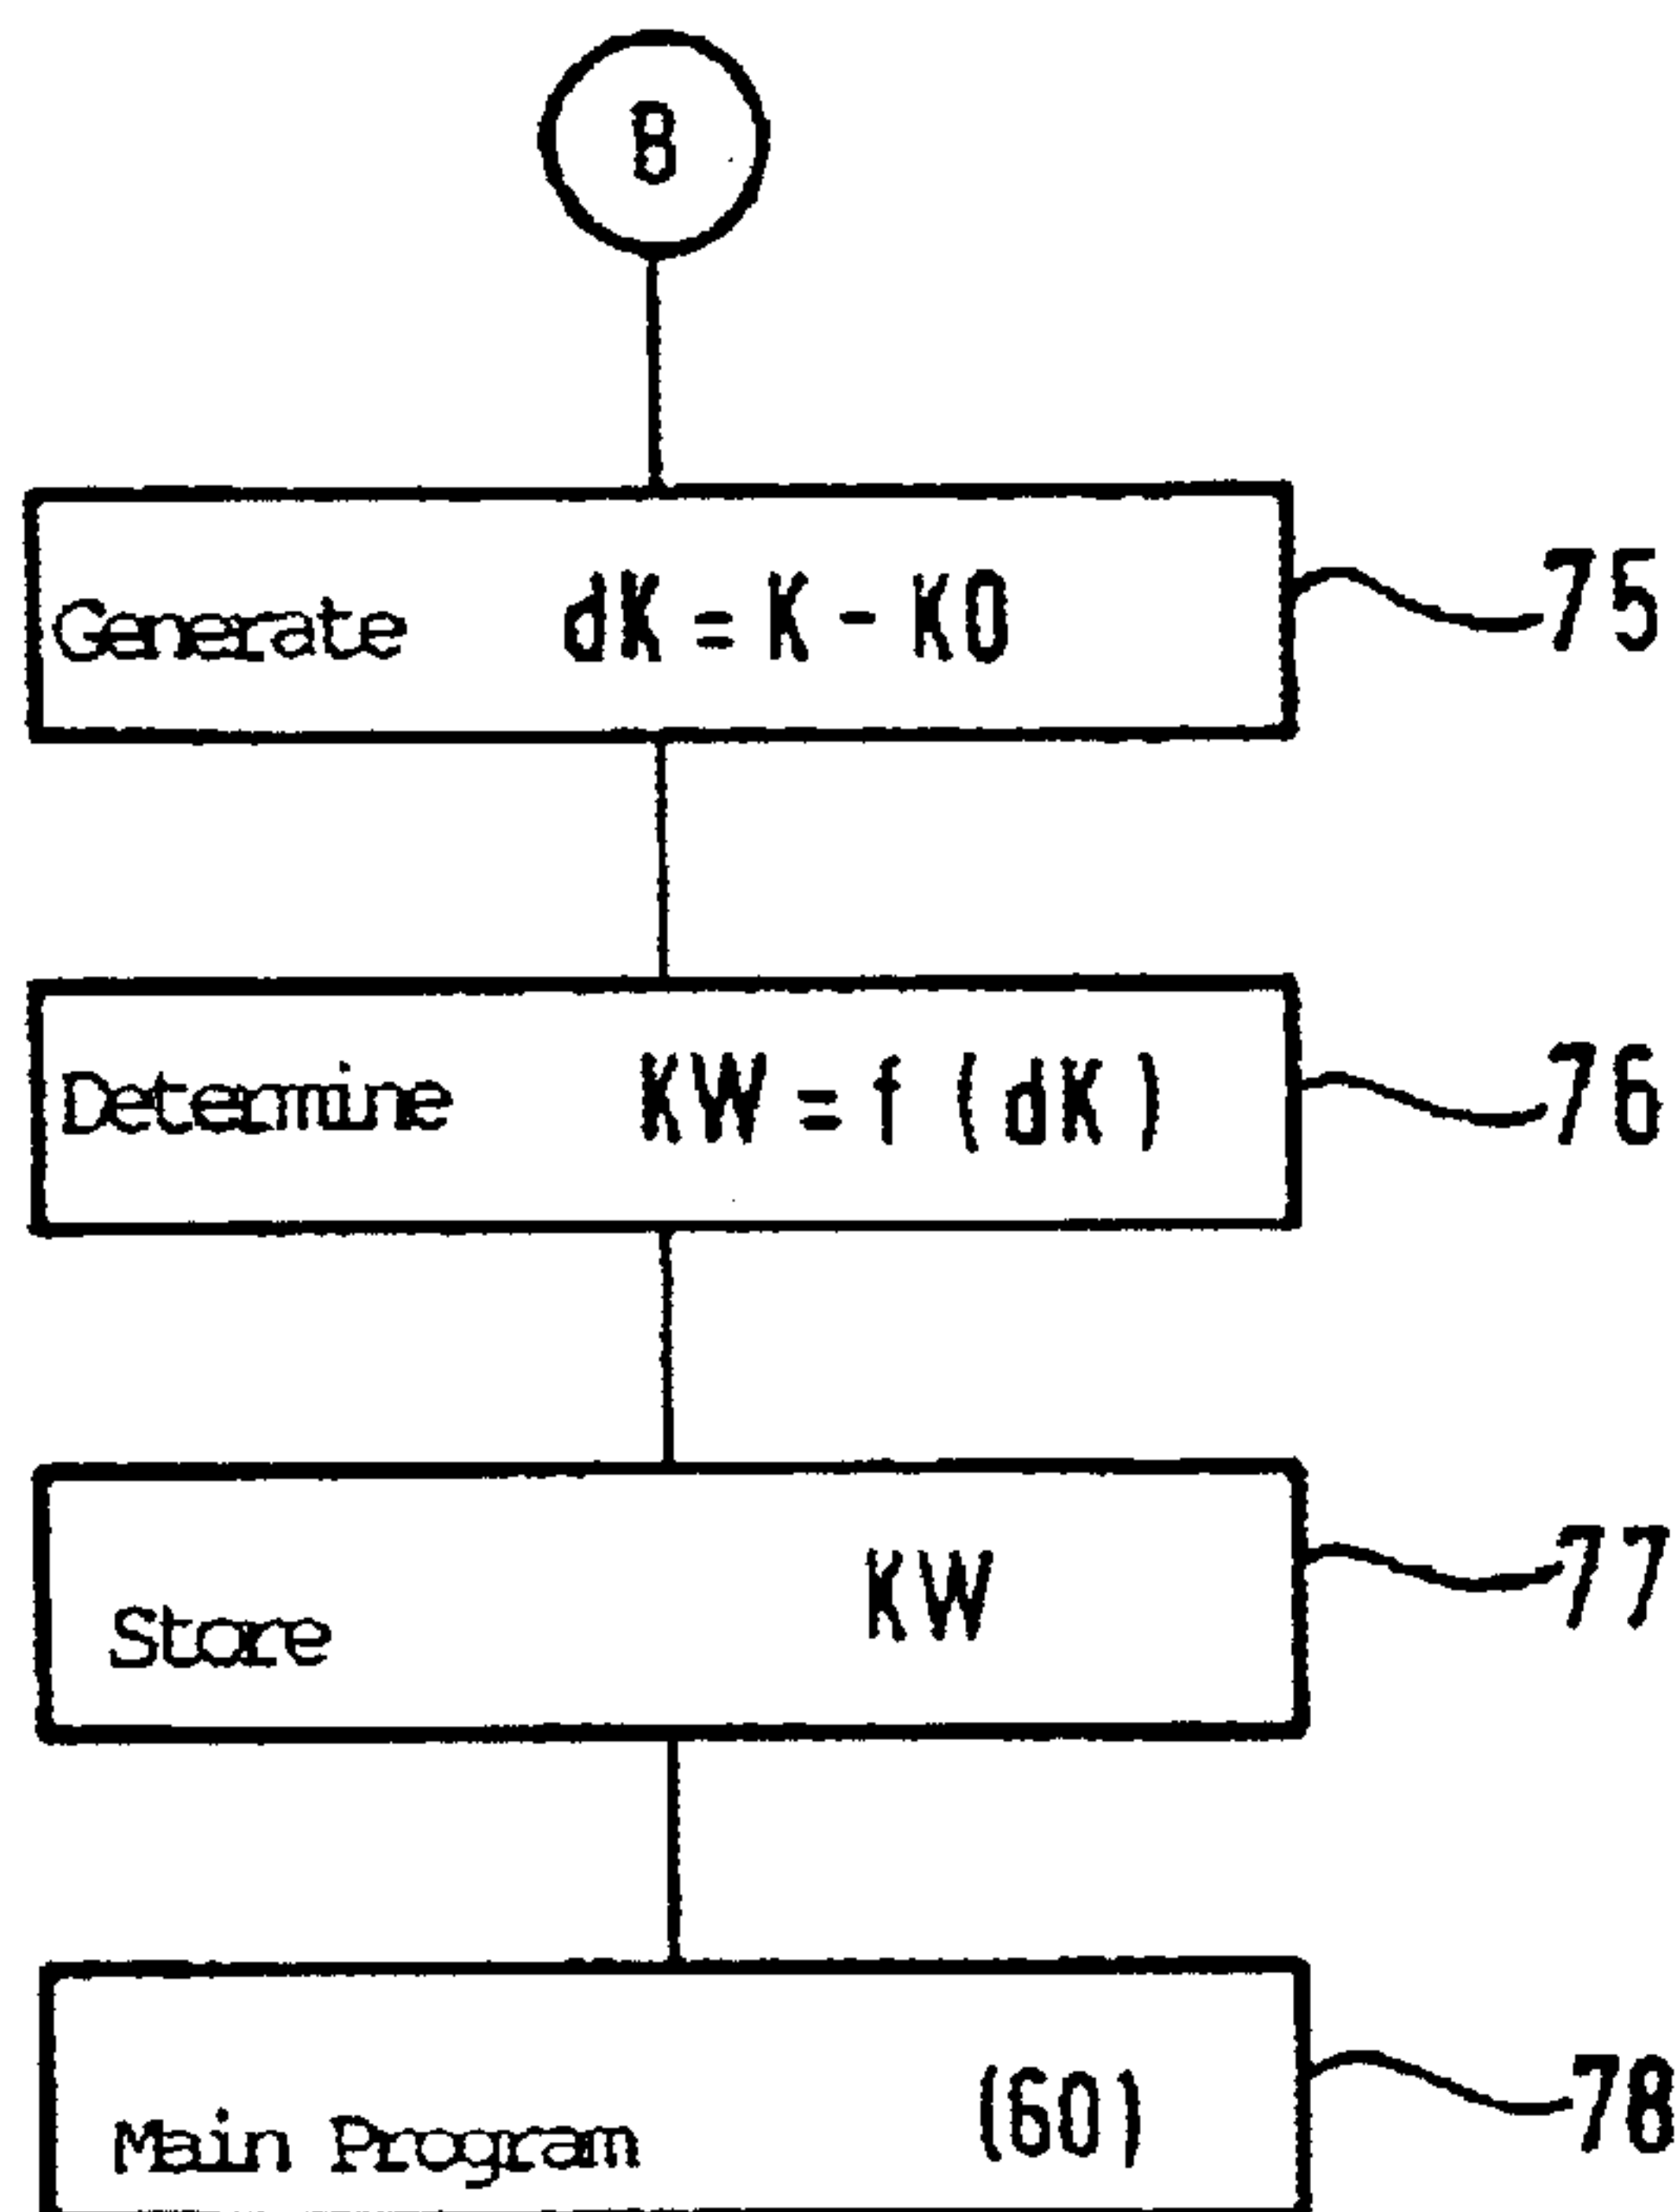 B
Generate dK = K - K0 75
Determine KW = f ( dK ) 76
Store KW 77
Main Program (60) 78